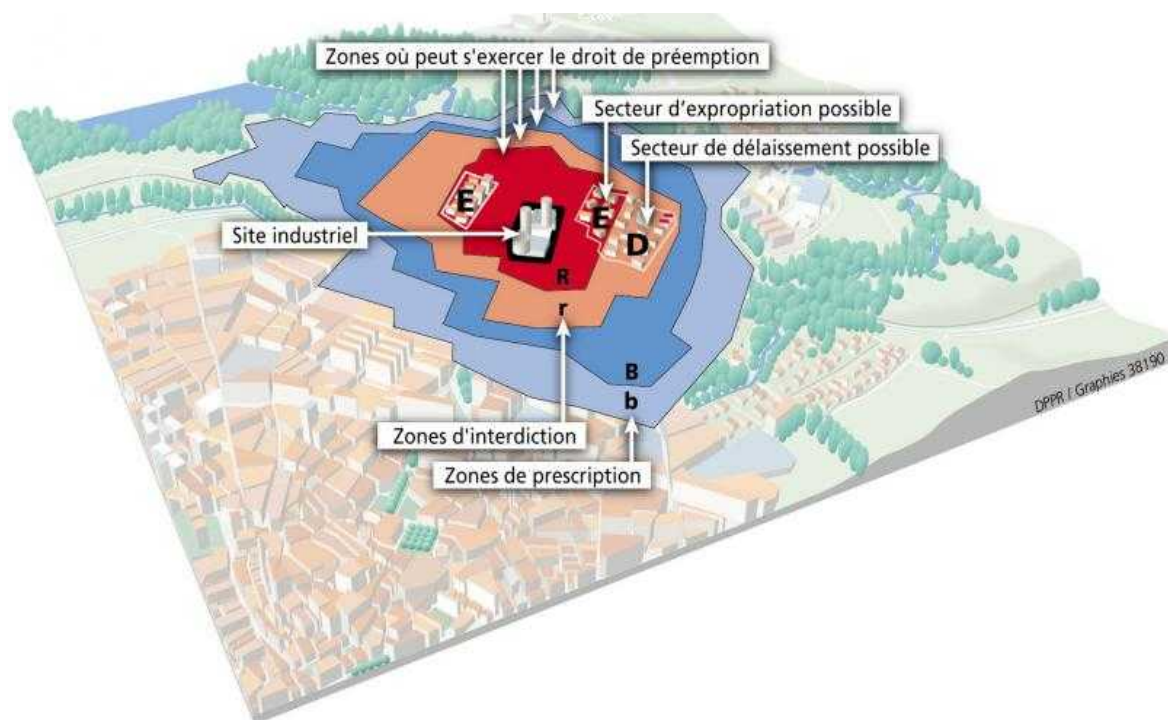 Zones où peut s'exercer le droit de préemption
Secteur d'expropriation possible
Secteur de délaissement possible
E
E
Site industriel
D
R
r
B
b
DPPR / Graphies 38190
Zones d'interdiction
Zones de prescription